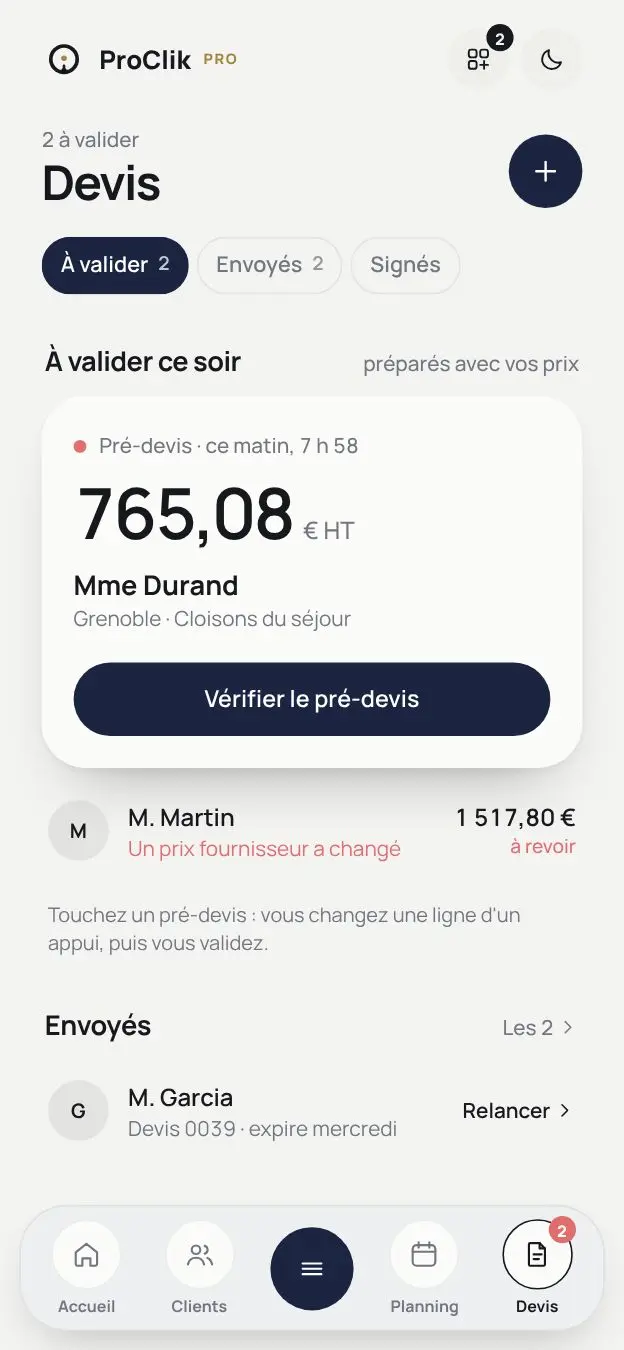 ProClik PRO
2
2 à valider
Devis
À valider 2
Envoyés 2
Signés
À valider ce soir
préparés avec vos prix
Pré-devis · ce matin, 7 h 58
765,08 € HT
Mme Durand
Grenoble · Cloisons du séjour
Vérifier le pré-devis
M
M. Martin
1 517,80 €
Un prix fournisseur a changé
à revoir
Touchez un pré-devis : vous changez une ligne d'un
appui, puis vous validez.
Envoyés
Les 2
G
M. Garcia
Devis 0039 · expire mercredi
Relancer
2
Accueil
Clients
Planning
Devis